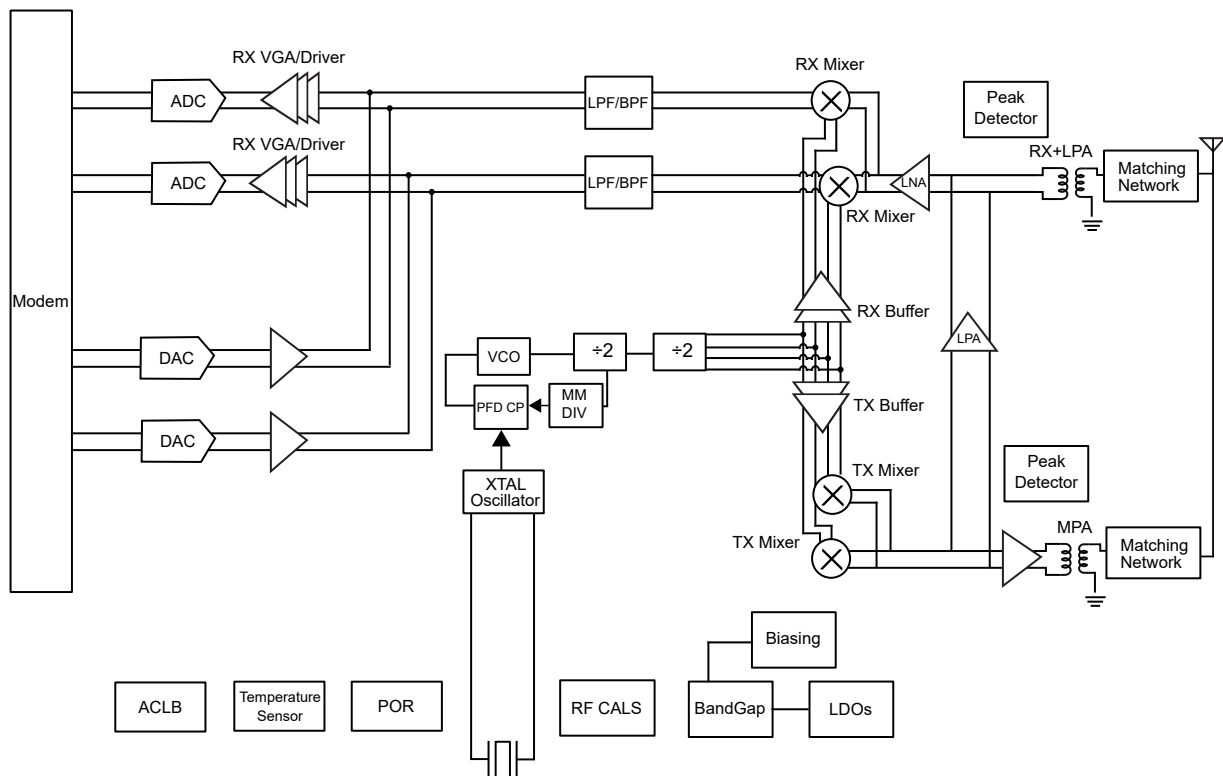 RX VGA/Driver
RX Mixer
ADC
LPF/BPF
Peak
Detector
RX VGA/Driver
RX+LPA
ADC
LPF/BPF
LNA
Matching
Network
RX Mixer
Modem
RX Buffer
DAC
VCO
÷2
÷2
LPA
PFD CP
MM
DIV
TX Buffer
DAC
XTAL
Oscillator
TX Mixer
Peak
Detector
TX Mixer
MPA
Matching
Network
Biasing
ACLB
Temperature
Sensor
POR
RF CALS
BandGap
LDOs